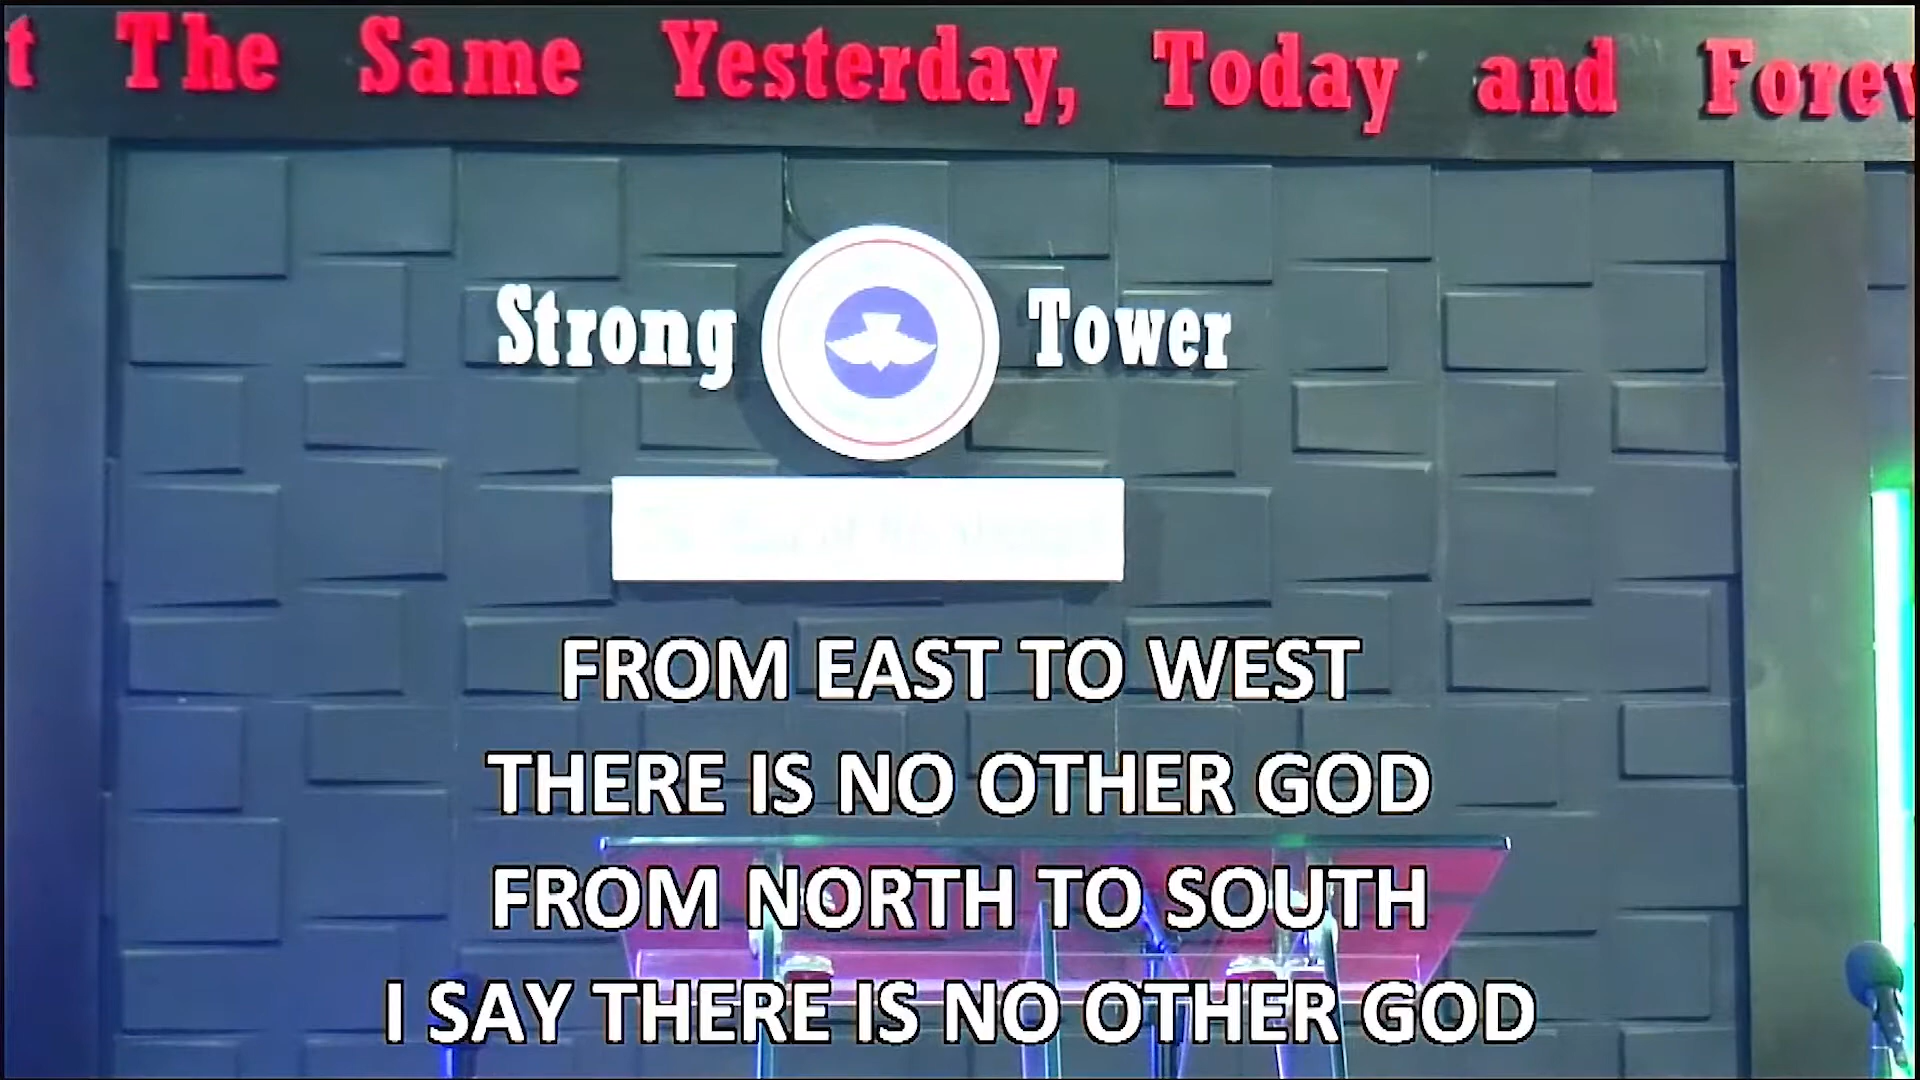 t The Same Yesterday, Today and Forev
Strong Tower
FROM EAST TO WEST
THERE IS NO OTHER GOD
FROM NORTH TO SOUTH
I SAY THERE IS NO OTHER GOD